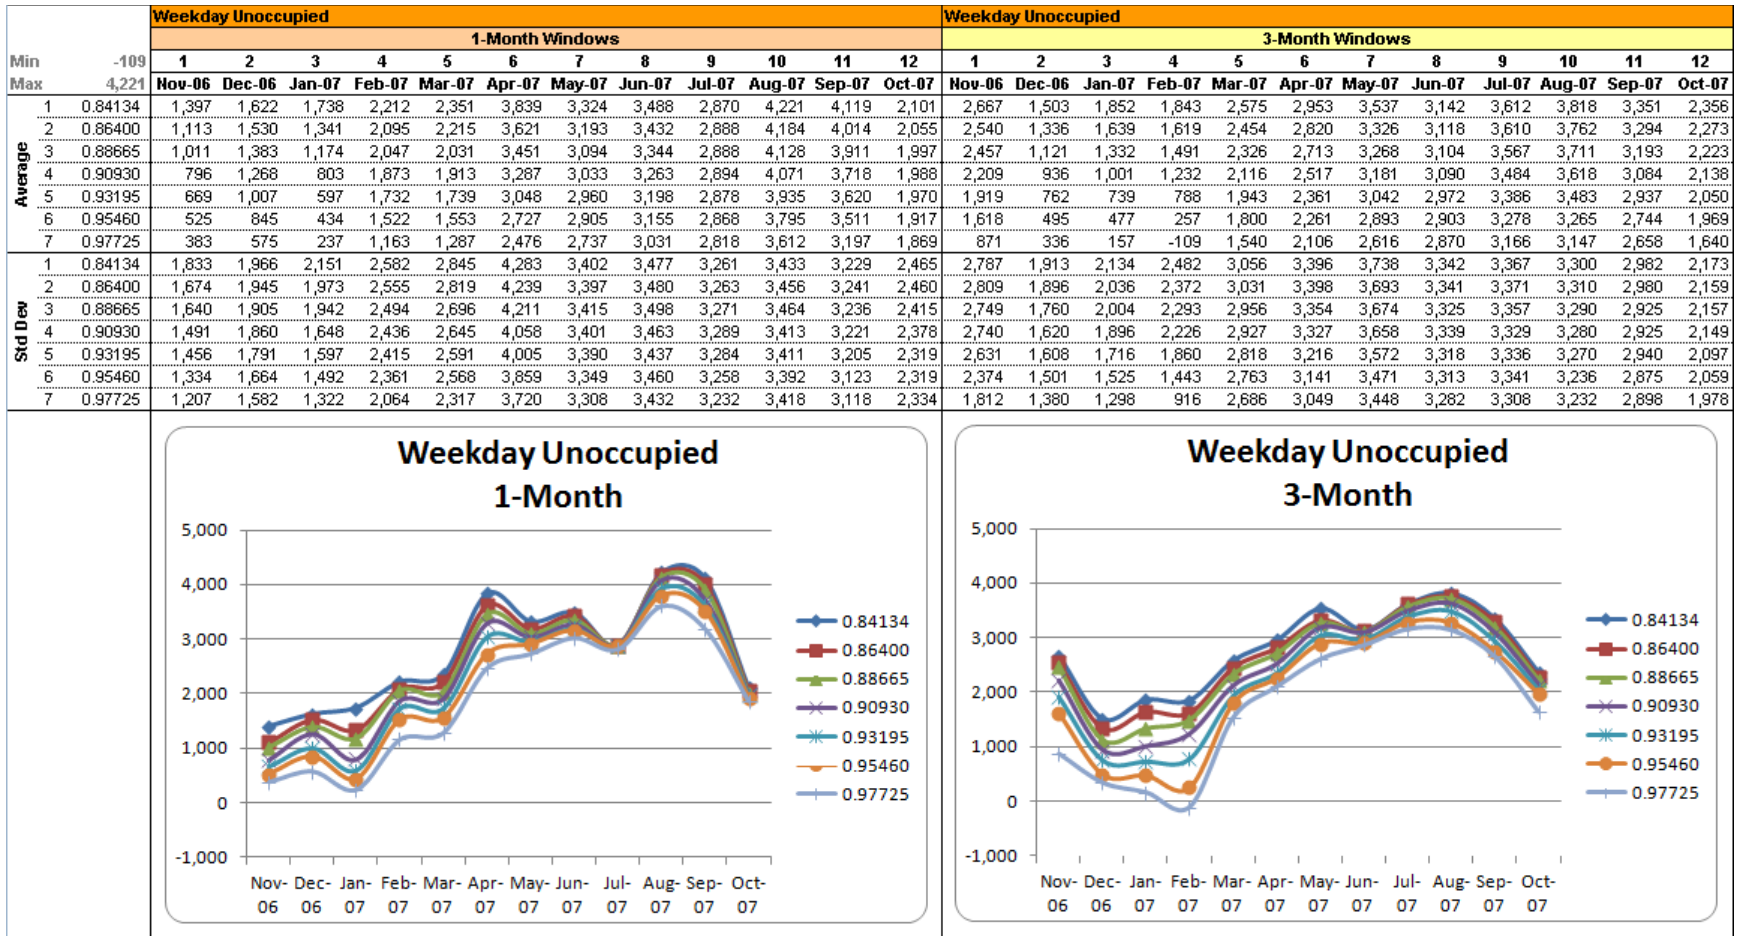 Weekday Unoccupied Weekday Unoccupied
1-Month Windows 3-Month Windows
Min -109 1 2 3 4 5 6 7 8 9 10 11 12 1 2 3 4 5 6 7 8 9 10 11 12
Max 4,221 Nov-06 Dec-06 Jan-07 Feb-07 Mar-07 Apr-07 May-07 Jun-07 Jul-07 Aug-07 Sep-07 Oct-07 Nov-06 Dec-06 Jan-07 Feb-07 Mar-07 Apr-07 May-07 Jun-07 Jul-07 Aug-07 Sep-07 Oct-07
Average
1 0.84134 1,397 1,622 1,738 2,212 2,351 3,839 3,324 3,488 2,870 4,221 4,119 2,101 2,667 1,503 1,852 1,843 2,575 2,953 3,537 3,142 3,612 3,818 3,351 2,356
2 0.86400 1,113 1,530 1,341 2,095 2,215 3,621 3,193 3,432 2,888 4,184 4,014 2,055 2,540 1,336 1,639 1,619 2,454 2,820 3,326 3,118 3,610 3,762 3,294 2,273
3 0.88665 1,011 1,383 1,174 2,047 2,031 3,451 3,094 3,344 2,888 4,128 3,911 1,997 2,457 1,121 1,332 1,491 2,326 2,713 3,268 3,104 3,567 3,711 3,193 2,223
4 0.90930 796 1,268 803 1,873 1,913 3,287 3,033 3,263 2,894 4,071 3,718 1,988 2,209 936 1,001 1,232 2,116 2,517 3,181 3,090 3,484 3,618 3,084 2,138
5 0.93195 669 1,007 597 1,732 1,739 3,048 2,960 3,198 2,878 3,935 3,620 1,970 1,919 762 739 788 1,943 2,361 3,042 2,972 3,386 3,483 2,937 2,050
6 0.95460 525 845 434 1,522 1,553 2,727 2,905 3,155 2,868 3,795 3,511 1,917 1,618 495 477 257 1,800 2,261 2,893 2,903 3,278 3,265 2,744 1,969
7 0.97725 383 575 237 1,163 1,287 2,476 2,737 3,031 2,818 3,612 3,197 1,869 871 336 157 -109 1,540 2,106 2,616 2,870 3,166 3,147 2,658 1,640
Std Dev
1 0.84134 1,833 1,966 2,151 2,582 2,845 4,283 3,402 3,477 3,261 3,433 3,229 2,465 2,787 1,913 2,134 2,482 3,056 3,396 3,738 3,342 3,367 3,300 2,982 2,173
2 0.86400 1,674 1,945 1,973 2,555 2,819 4,239 3,397 3,480 3,263 3,456 3,241 2,460 2,809 1,896 2,036 2,372 3,031 3,398 3,693 3,341 3,371 3,310 2,980 2,159
3 0.88665 1,640 1,905 1,942 2,494 2,696 4,211 3,415 3,498 3,271 3,464 3,236 2,415 2,749 1,760 2,004 2,293 2,956 3,354 3,674 3,325 3,357 3,290 2,925 2,157
4 0.90930 1,491 1,860 1,648 2,436 2,645 4,058 3,401 3,463 3,289 3,413 3,221 2,378 2,740 1,620 1,896 2,226 2,927 3,327 3,658 3,339 3,329 3,280 2,925 2,149
5 0.93195 1,456 1,791 1,597 2,415 2,591 4,005 3,390 3,437 3,284 3,411 3,205 2,319 2,631 1,608 1,716 1,860 2,818 3,216 3,572 3,318 3,336 3,270 2,940 2,097
6 0.95460 1,334 1,664 1,492 2,361 2,568 3,859 3,349 3,460 3,258 3,392 3,123 2,319 2,374 1,501 1,525 1,443 2,763 3,141 3,471 3,313 3,341 3,236 2,875 2,059
7 0.97725 1,207 1,582 1,322 2,064 2,317 3,720 3,308 3,432 3,232 3,418 3,118 2,334 1,812 1,380 1,298 916 2,686 3,049 3,448 3,282 3,308 3,232 2,898 1,978
Weekday Unoccupied
1-Month
5,000
4,000
3,000
2,000
1,000
0
-1,000
Nov- Dec- Jan- Feb- Mar- Apr- May- Jun- Jul- Aug- Sep- Oct-
06 06 07 07 07 07 07 07 07 07 07 07
0.84134
0.86400
0.88665
0.90930
0.93195
0.95460
0.97725
Weekday Unoccupied
3-Month
5,000
4,000
3,000
2,000
1,000
0
-1,000
Nov- Dec- Jan- Feb- Mar- Apr- May- Jun- Jul- Aug- Sep- Oct-
06 06 07 07 07 07 07 07 07 07 07 07
0.84134
0.86400
0.88665
0.90930
0.93195
0.95460
0.97725